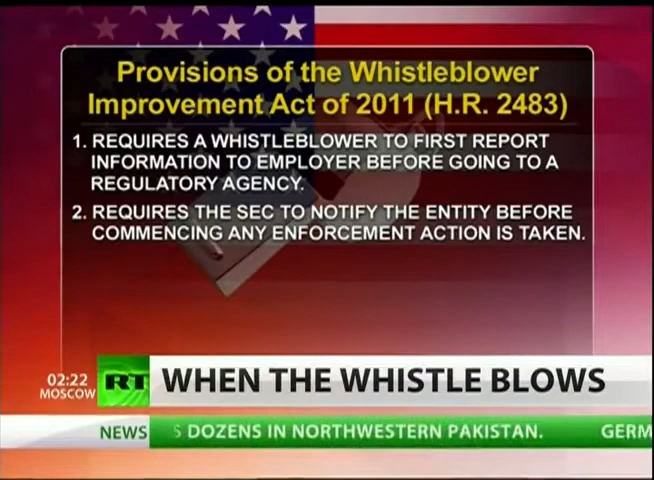 Provisions of the Whistleblower
Improvement Act of 2011 (H.R. 2483)
1. REQUIRES A WHISTLEBLOWER TO FIRST REPORT
INFORMATION TO EMPLOYER BEFORE GOING TO A
REGULATORY AGENCY.
2. REQUIRES THE SEC TO NOTIFY THE ENTITY BEFORE
COMMENCING ANY ENFORCEMENT ACTION IS TAKEN.
02:22
MOSCOW
RT
WHEN THE WHISTLE BLOWS
NEWS
S DOZENS IN NORTHWESTERN PAKISTAN.
GERM